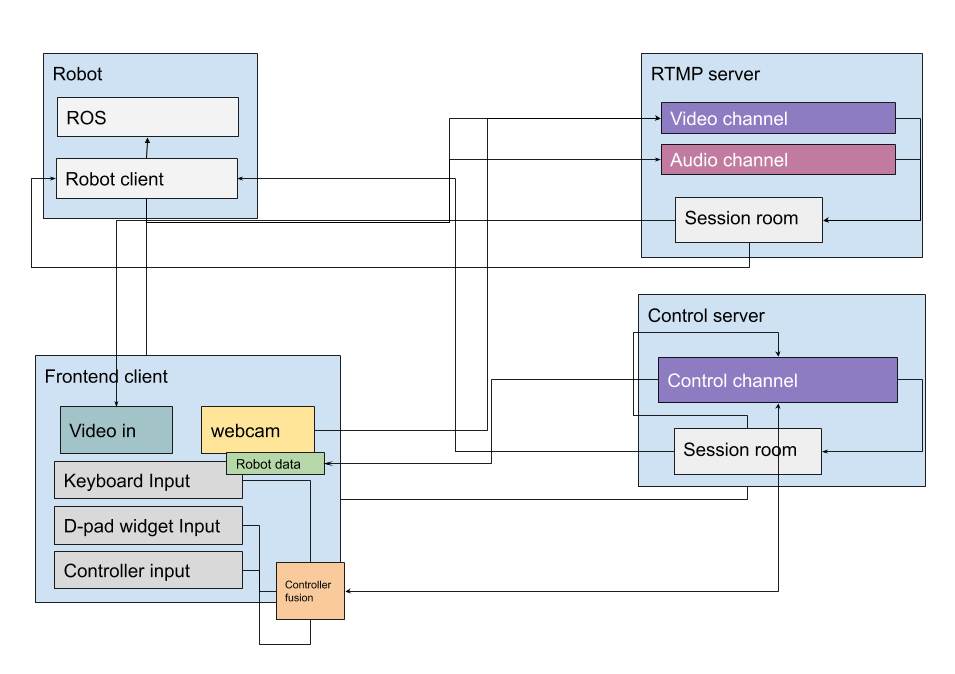 Robot
ROS
Robot client
RTMP server
Video channel
Audio channel
Session room
Control server
Control channel
Session room
Frontend client
Video in
webcam
Robot data
Keyboard Input
D-pad widget Input
Controller input
Controller
fusion